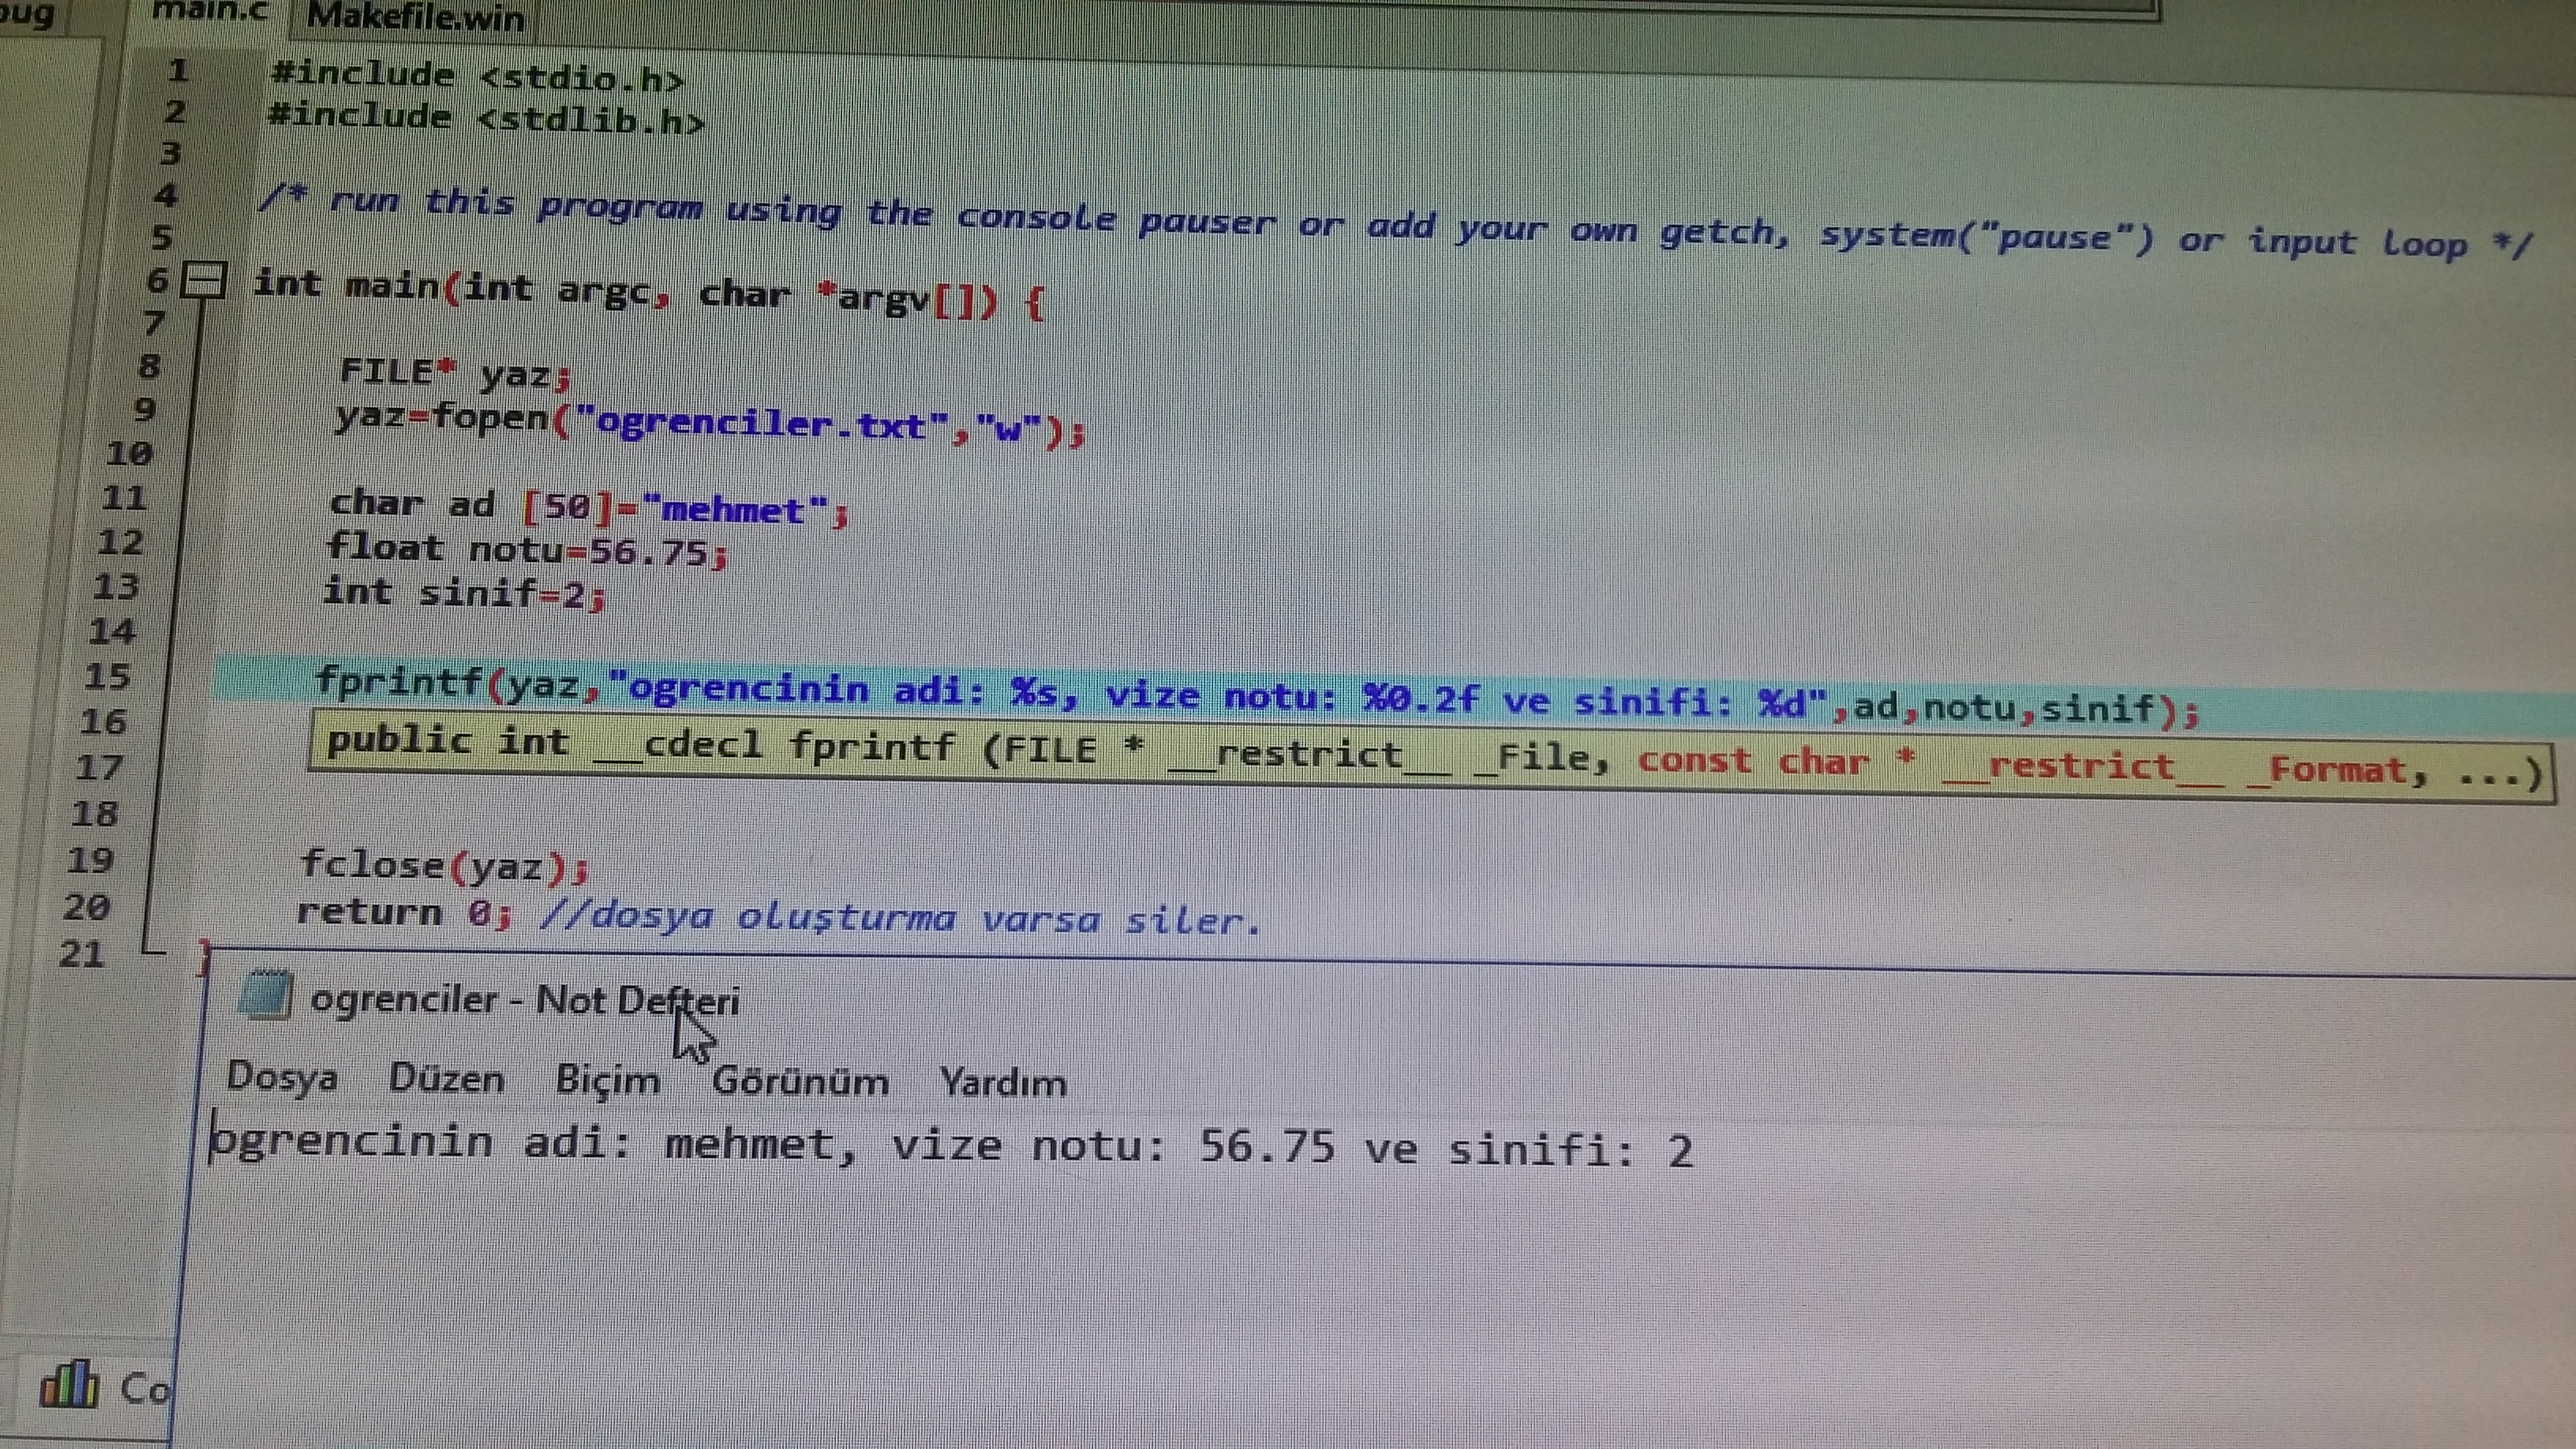 main.c Makefile.win
1 #include <stdio.h>
2 #include <stdlib.h>
3
4 /* run this program using the console pauser or add your own getch, system("pause") or input loop */
5
6 int main(int argc, char *argv[]) {
7
8 FILE* yaz;
9 yaz=fopen("ogrenciler.txt","w");
10
11 char ad [50]="mehmet";
12 float notu=56.75;
13 int sinif=2;
14
15 fprintf(yaz,"ogrencinin adi: %s, vize notu: %0.2f ve sinifi: %d",ad,notu,sinif);
16 public int __cdecl fprintf (FILE * __restrict__ _File, const char * __restrict__ _Format, ...)
17
18
19 fclose(yaz);
20 return 0; //dosya oluşturma varsa siler.
21 }
ogrenciler - Not Defteri
Dosya Düzen Biçim Görünüm Yardım
ogrencinin adi: mehmet, vize notu: 56.75 ve sinifi: 2